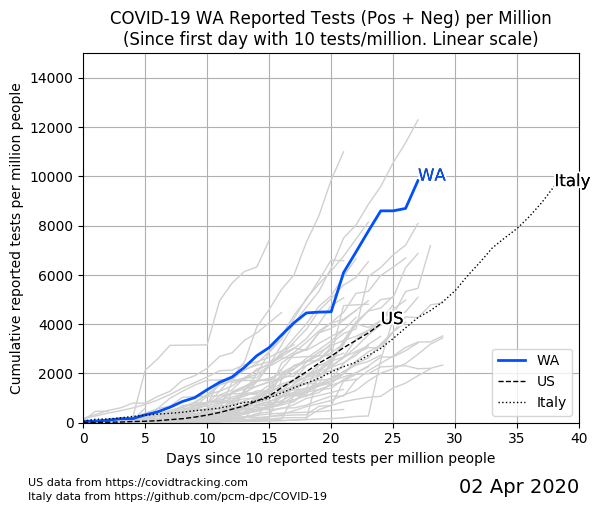 COVID-19 WA Reported Tests (Pos + Neg) per Million
(Since first day with 10 tests/million. Linear scale)
Cumulative reported tests per million people
14000
12000
10000
8000
6000
4000
2000
0
WA
Italy
US
WA
US
Italy
0 5 10 15 20 25 30 35 40
Days since 10 reported tests per million people
US data from https://covidtracking.com
Italy data from https://github.com/pcm-dpc/COVID-19
02 Apr 2020